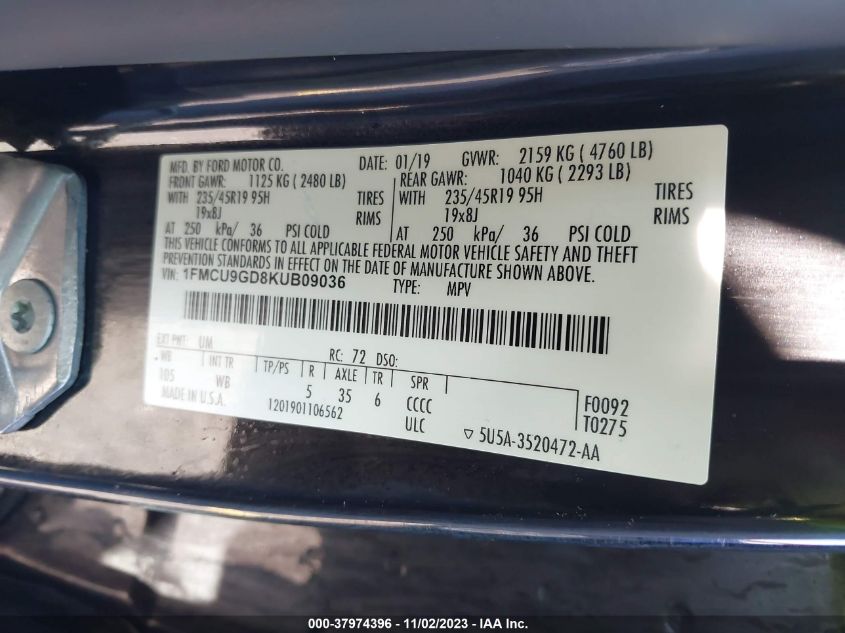 MFD. BY FORD MOTOR CO. DATE: 01/19 GVWR: 2159 KG ( 4760 LB)
FRONT GAWR: 1125 KG ( 2480 LB) REAR GAWR: 1040 KG ( 2293 LB)
WITH 235/45R19 95H TIRES WITH 235/45R19 95H TIRES
19x8J RIMS 19x8J RIMS
AT 250 kPa/ 36 PSI COLD AT 250 kPa/ 36 PSI COLD
THIS VEHICLE CONFORMS TO ALL APPLICABLE FEDERAL MOTOR VEHICLE SAFETY AND THEFT
PREVENTION STANDARDS IN EFFECT ON THE DATE OF MANUFACTURE SHOWN ABOVE.
VIN: 1FMCU9GD8KUB09036 TYPE: MPV
EXT PNT: UM RC: 72 DSO:
WB INT TR TP/PS R AXLE TR SPR
105 WB 5 35 6 CCCC F0092
MADE IN U.S.A. 1201901106562 ULC T0275
▽ 5U5A-3520472-AA
000-37974396 - 11/02/2023 - USA, Inc.